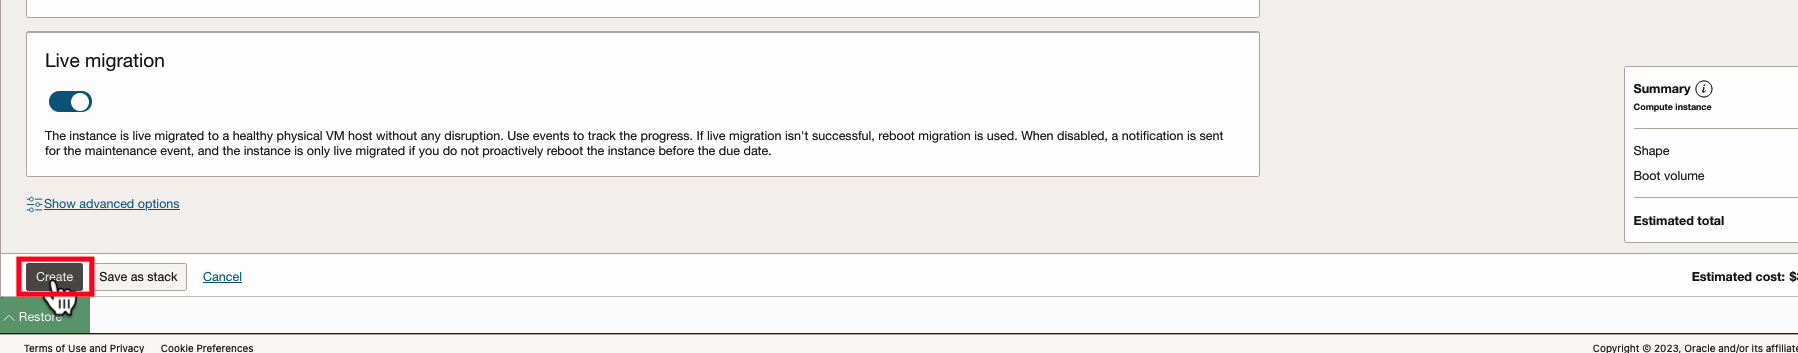 Live migration
The instance is live migrated to a healthy physical VM host without any disruption. Use events to track the progress. If live migration isn't successful, reboot migration is used. When disabled, a notification is sent
for the maintenance event, and the instance is only live migrated if you do not proactively reboot the instance before the due date.
Show advanced options
Summary
Compute instance
Shape
Boot volume
Estimated total
Create Save as stack Cancel
Estimated cost: $
Restore
Terms of Use and Privacy Cookie Preferences
Copyright © 2023, Oracle and/or its affiliate